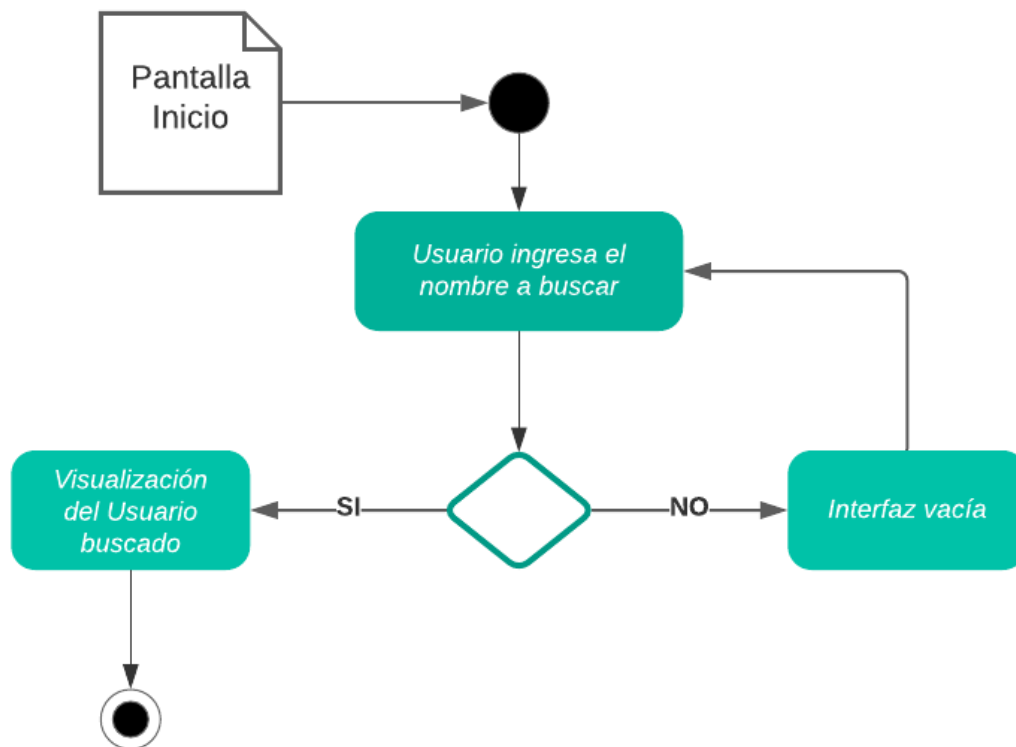 Pantalla
Inicio
Usuario ingresa el
nombre a buscar
Visualización
del Usuario
buscado
SI
NO
Interfaz vacía